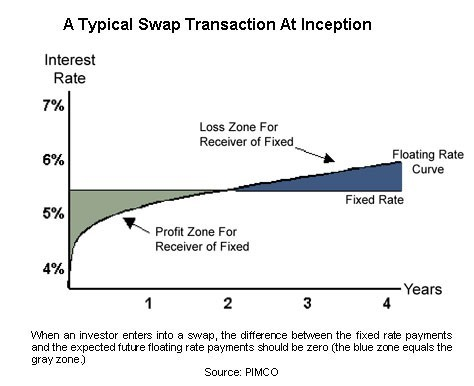 A Typical Swap Transaction At Inception
Interest
Rate
7%
Loss Zone For
Receiver of Fixed
6%
Floating Rate
Curve
Fixed Rate
5%
Profit Zone For
Receiver of Fixed
4%
Years
1 2 3 4
When an investor enters into a swap, the difference between the fixed rate payments
and the expected future floating rate payments should be zero (the blue zone equals the
gray zone.)
Source: PIMCO